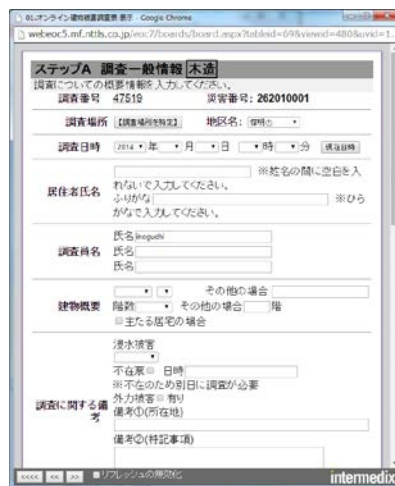 01.オンライン建物被害調査票 表示 - Google Chrome
webeoc5.mf.nttls.co.jp/eoc7/boards/board.aspx?tableid=69&viewid=480&uvid=1
ステップA 調査一般情報 木造
調査についての概要情報を入力してください。
調査番号 47519 災害番号: 262010001
調査場所 【調査場所を特定】 地区名:
調査日時 2014 年 月 日 時 分 現在日時
居住者氏名 ※姓名の間に空白を入
れないで入力してください。
ふりがな ※ひら
がなで入力してください。
調査員名 氏名 inoguchi
氏名
氏名
建物概要 その他の場合
階数 その他の場合 階
主たる居宅の場合
調査に関する備考
浸水被害
不在票 日時
※不在のため別日に調査が必要
外力被害 有り
備考①(所在地)
備考②(特記事項)
<<<< << >> リフレッシュの無効化 intermedix